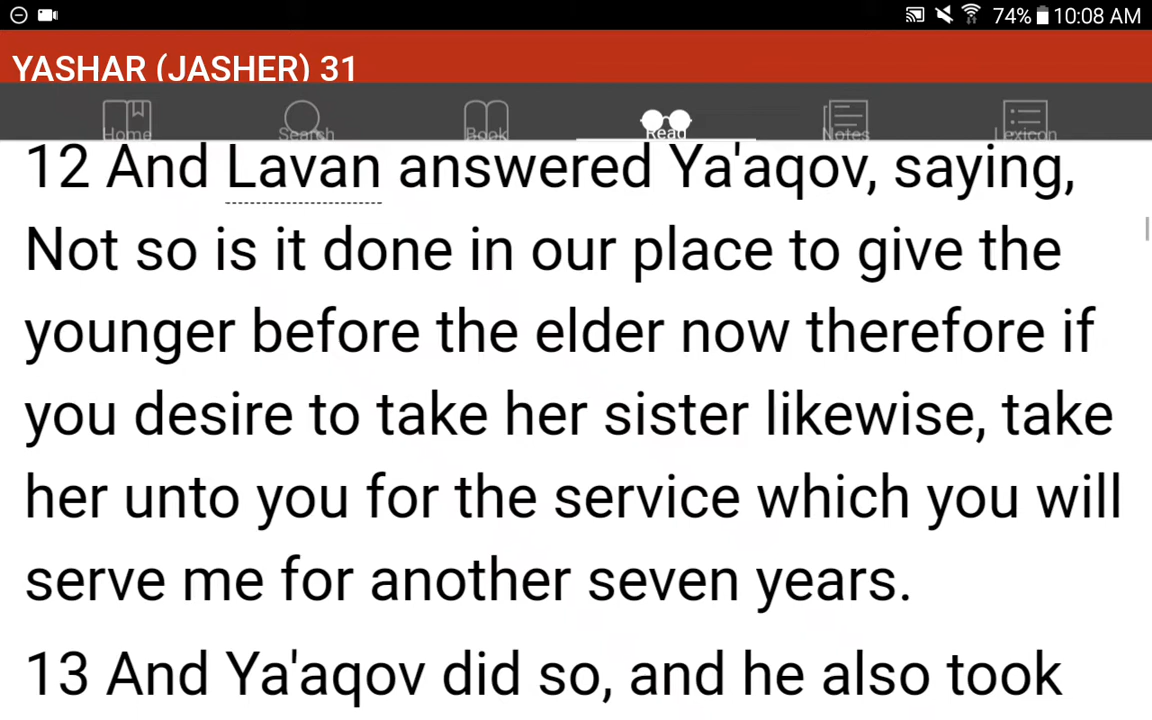 74% 10:08 AM
YASHAR (JASHER) 31
Home Search Book Read Notes Lexicon
12 And Lavan answered Ya'aqov, saying,
Not so is it done in our place to give the
younger before the elder now therefore if
you desire to take her sister likewise, take
her unto you for the service which you will
serve me for another seven years.
13 And Ya'aqov did so, and he also took